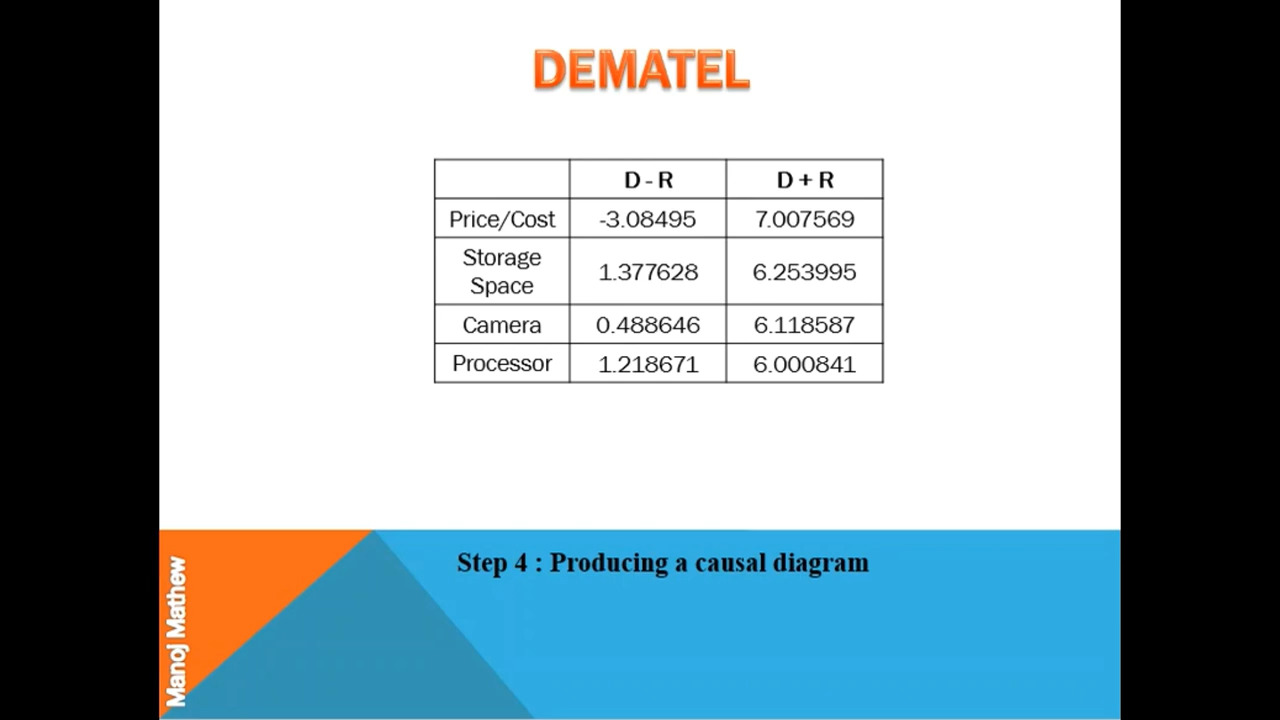 DEMATEL
D - R D + R
Price/Cost -3.08495 7.007569
Storage
Space 1.377628 6.253995
Camera 0.488646 6.118587
Processor 1.218671 6.000841
Step 4 : Producing a causal diagram
Manoj Mathew